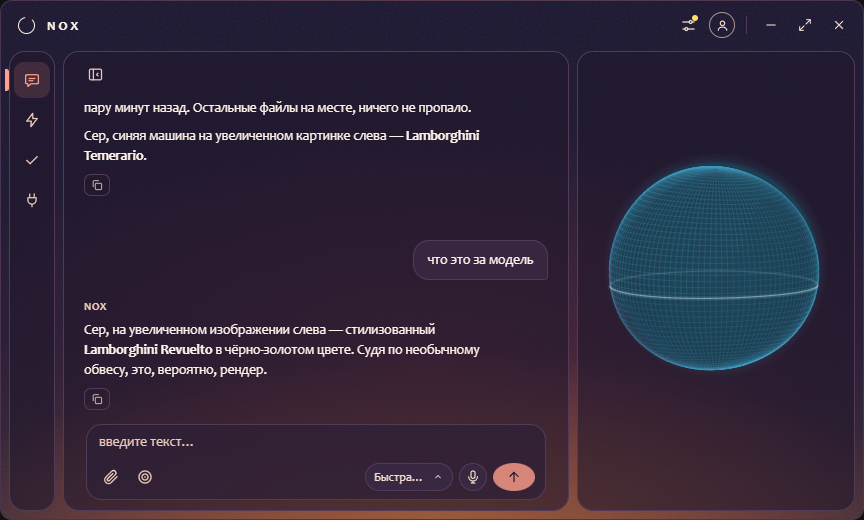 NOX
пару минут назад. Остальные файлы на месте, ничего не пропало.
Сер, синяя машина на увеличенном картинке слева — Lamborghini
Temerario.
что это за модель
NOX
Сер, на увеличенном изображении слева — стилизованный
Lamborghini Revuelto в чёрно-золотом цвете. Судя по необычному
обвесу, это, вероятно, рендер.
введите текст...
Быстра...